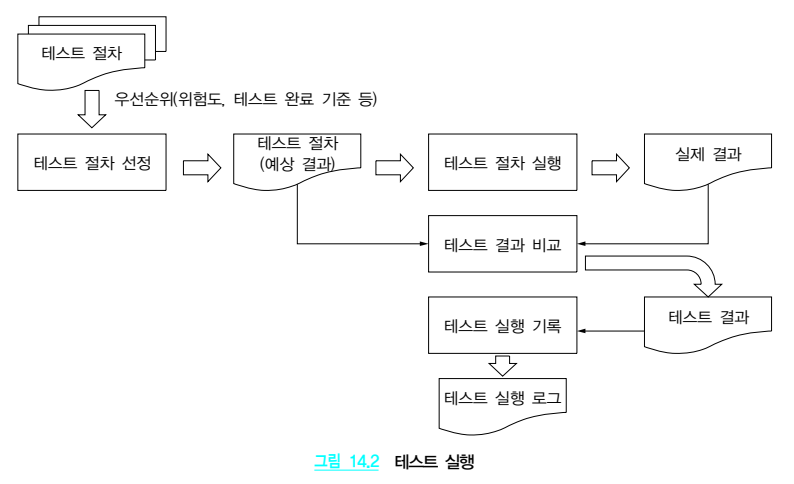 테스트 절차
우선순위(위험도, 테스트 완료 기준 등)
테스트 절차 선정
테스트 절차
(예상 결과)
테스트 절차 실행
실제 결과
테스트 결과 비교
테스트 실행 기록
테스트 결과
테스트 실행 로그
그림 14.2 테스트 실행